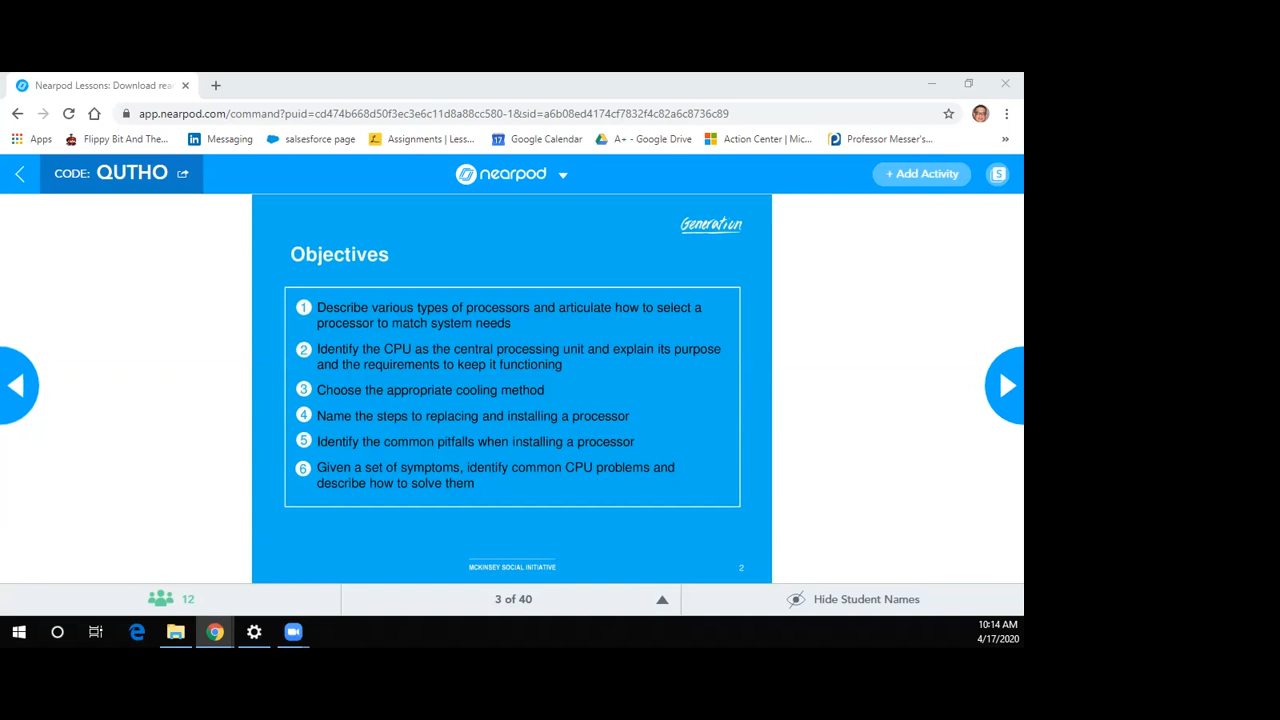 Nearpod Lessons: Download rea
app.nearpod.com/command?puid=cd474b668d50f3ec3e6c11d8a88cc580-1&sid=a6b08ed4174cf7832f4c82a6c8736c89
Apps Flippy Bit And The... Messaging salsesforce page Assignments | Less... Google Calendar A+ - Google Drive Action Center | Mic... Professor Messer's... »
CODE: QUTHO nearpod + Add Activity S
Generation
Objectives
1 Describe various types of processors and articulate how to select a
processor to match system needs
2 Identify the CPU as the central processing unit and explain its purpose
and the requirements to keep it functioning
3 Choose the appropriate cooling method
4 Name the steps to replacing and installing a processor
5 Identify the common pitfalls when installing a processor
6 Given a set of symptoms, identify common CPU problems and
describe how to solve them
MCKINSEY SOCIAL INITIATIVE 2
12 3 of 40 Hide Student Names
10:14 AM
4/17/2020